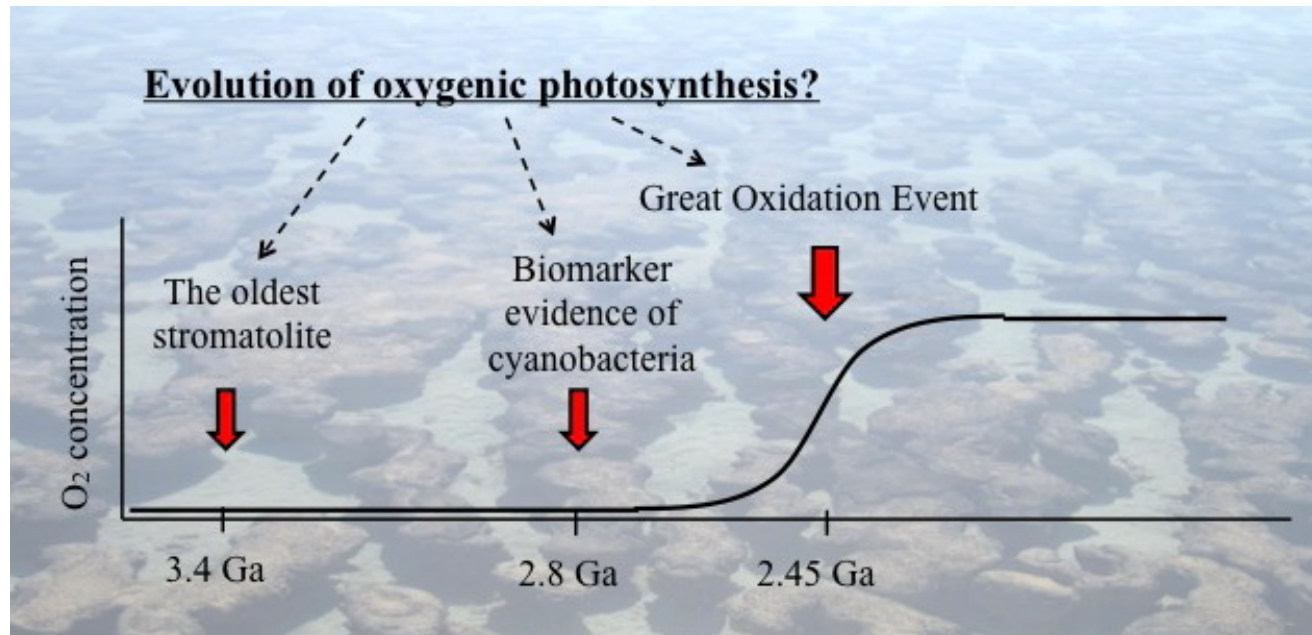 Evolution of oxygenic photosynthesis?
Great Oxidation Event
The oldest
stromatolite
Biomarker
evidence of
cyanobacteria
O₂ concentration
3.4 Ga
2.8 Ga
2.45 Ga